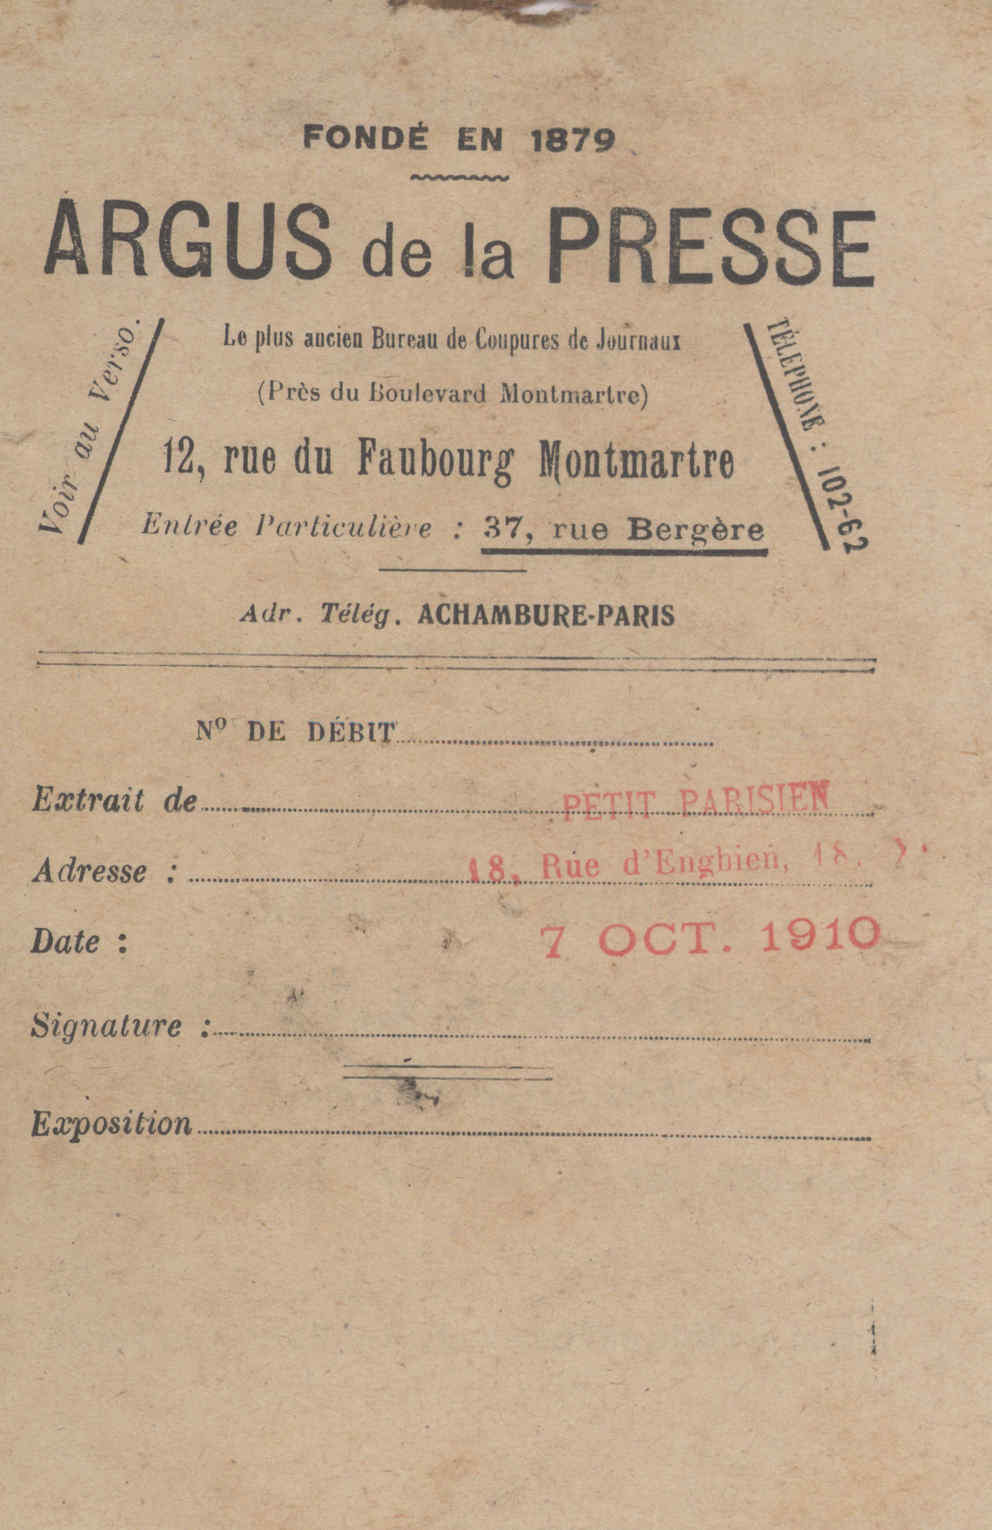 FONDÉ EN 1879
ARGUS de la PRESSE
Le plus ancien Bureau de Coupures de Journaux
(Près du Boulevard Montmartre)
12, rue du Faubourg Montmartre
Entrée Particulière : 37, rue Bergère
Voir au Verso.
TÉLÉPHONE : 102-62
Adr. Télég. ACHAMBURE-PARIS
Nº DE DÉBIT
Extrait de PETIT PARISIEN
Adresse : 18, Rue d'Enghien, 18.
Date : 7 OCT. 1910
Signature :
Exposition